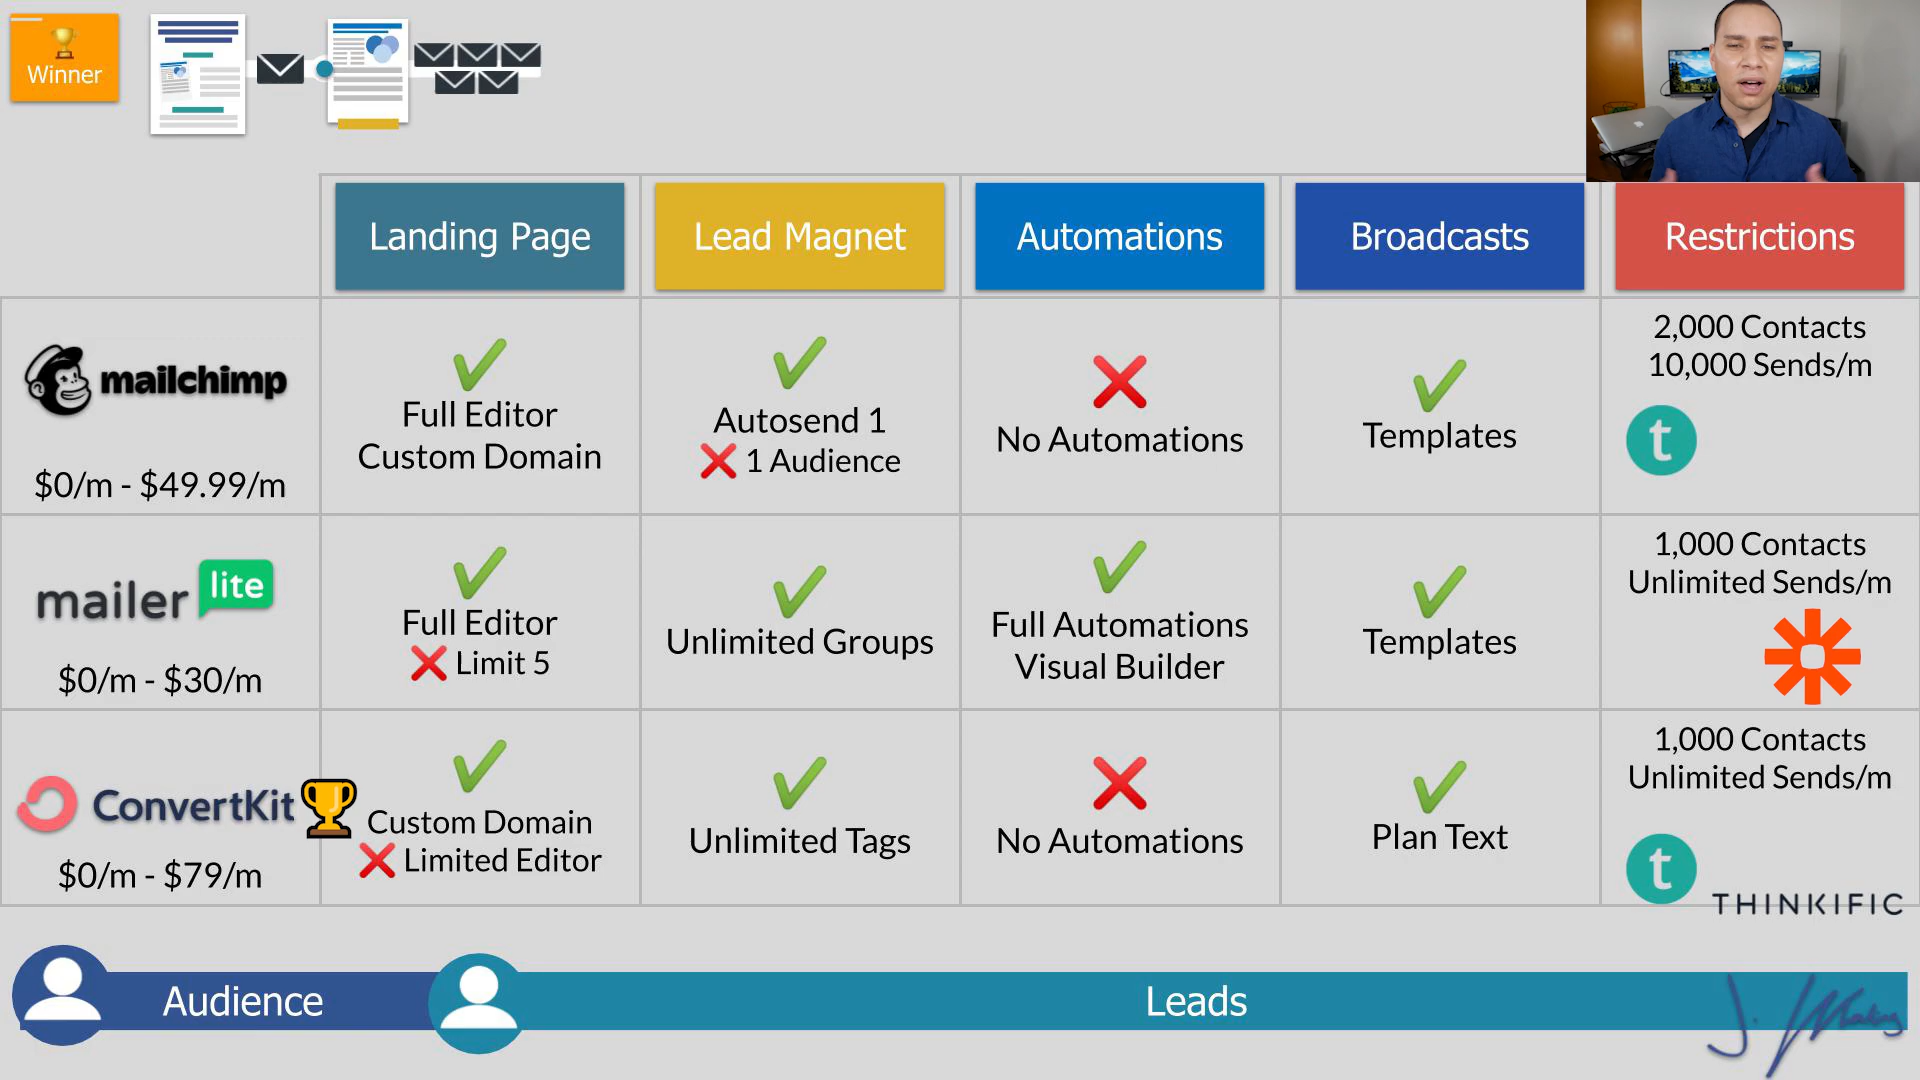 Winner
Landing Page
Lead Magnet
Automations
Broadcasts
Restrictions
mailchimp
$0/m - $49.99/m
Full Editor
Custom Domain
Autosend 1
1 Audience
No Automations
Templates
2,000 Contacts
10,000 Sends/m
t
mailer lite
$0/m - $30/m
Full Editor
Limit 5
Unlimited Groups
Full Automations
Visual Builder
Templates
1,000 Contacts
Unlimited Sends/m
ConvertKit
$0/m - $79/m
Custom Domain
Limited Editor
Unlimited Tags
No Automations
Plan Text
1,000 Contacts
Unlimited Sends/m
t
THINKIFIC
Audience
Leads